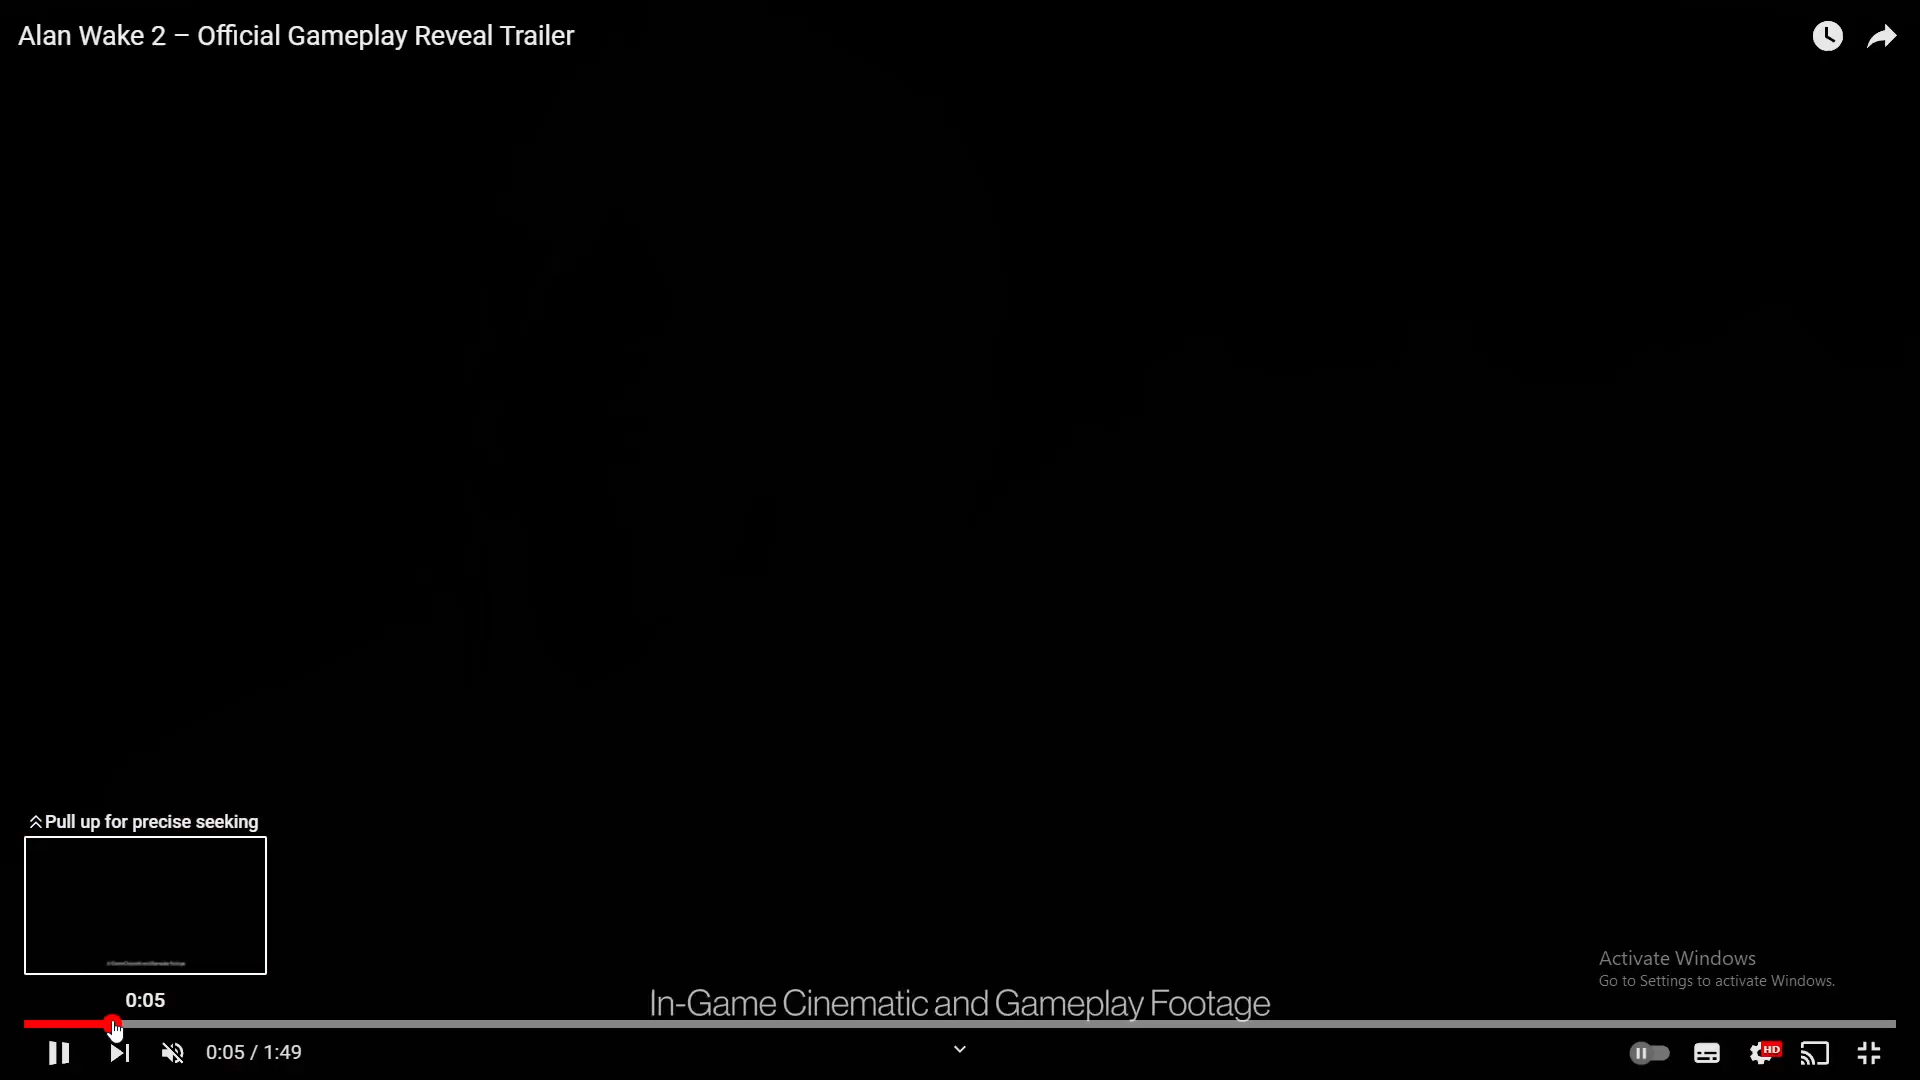 Alan Wake 2 – Official Gameplay Reveal Trailer
Pull up for precise seeking
0:05
In-Game Cinematic and Gameplay Footage
Activate Windows
Go to Settings to activate Windows.
0:05 / 1:49
HD